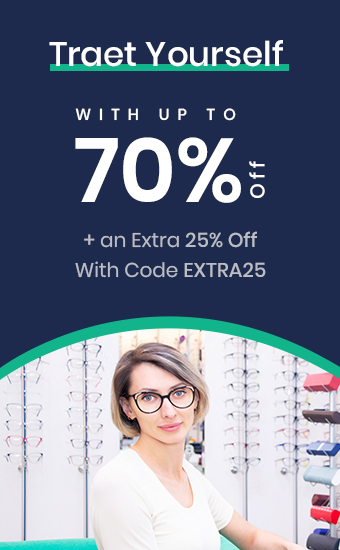 Traet Yourself
WITH UP TO
70% Off
+ an Extra 25% Off
With Code EXTRA25